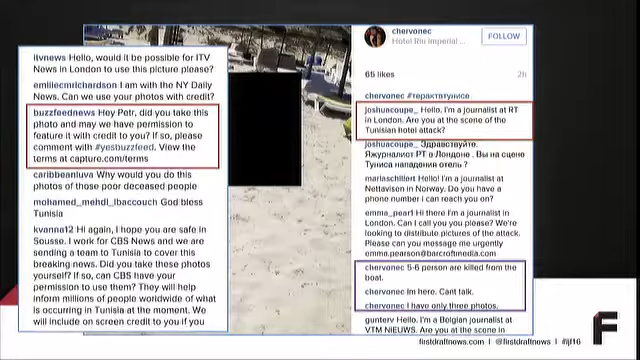 itvnews Hello, would it be possible for ITV
News in London to use this picture please?
emiliecmrichardson I am with the NY Daily
News. Can we use your photos with credit?
buzzfeednews Hey Petr, did you take this
photo and may we have permission to
feature it with credit to you? If so, please
comment with #yesbuzzfeed. View the
terms at capture.com/terms
caribbeanluva Why would you do this
photos of those poor deceased people
mohamed_mehdi_lbaccouch God bless
Tunisia
kvanna12 Hi again, I hope you are safe in
Sousse. I work for CBS News and we are
sending a team to Tunisia to cover this
breaking news. Did you take these photos
yourself? If so, can CBS have your
permission to use them? They will help
inform millions of people worldwide of what
is occurring in Tunisia at the moment. We
will include on screen credit to you if you
chervonec
Hotel Riu Imperial ...
FOLLOW
65 likes
2h
chervonec #терактвтунисе
joshuacoupe_ Hello. I'm a journalist at RT
in London. Are you at the scene of the
Tunisian hotel attack?
joshuacoupe_ Здравствуйте.
Яжурналист РТ в Лондоне . Вы на сцене
Туниса нападения отель ?
mariaschliert Hello! I'm a journalist at
Nettavisen in Norway. Do you have a
phone number I can reach you on?
emma_pear1 Hi there I'm a journalist in
London. Can I call you you please? We're
looking to distribute pictures of the attack.
Please can you message me urgently
emma.pearson@barcroftmedia.com
chervonec 5-6 person are killed from the
boat.
chervonec Im here. Cant talk.
chervonec I have only three photos.
gunterv Hello. I'm a Belgian journalist at
VTM NIEUWS. Are you at the scene in
firstdraftnews.com | @firstdraftnews | #ijf16
F